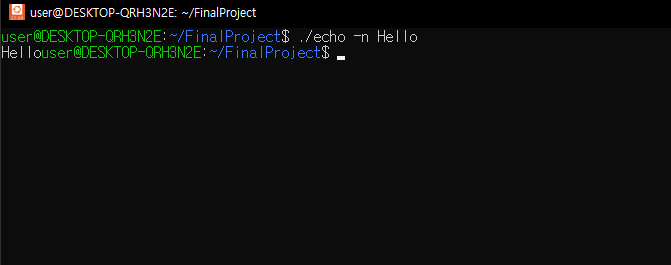 user@DESKTOP-QRH3N2E: ~/FinalProject
user@DESKTOP-QRH3N2E:~/FinalProject$ ./echo -n Hello
Hellouser@DESKTOP-QRH3N2E:~/FinalProject$